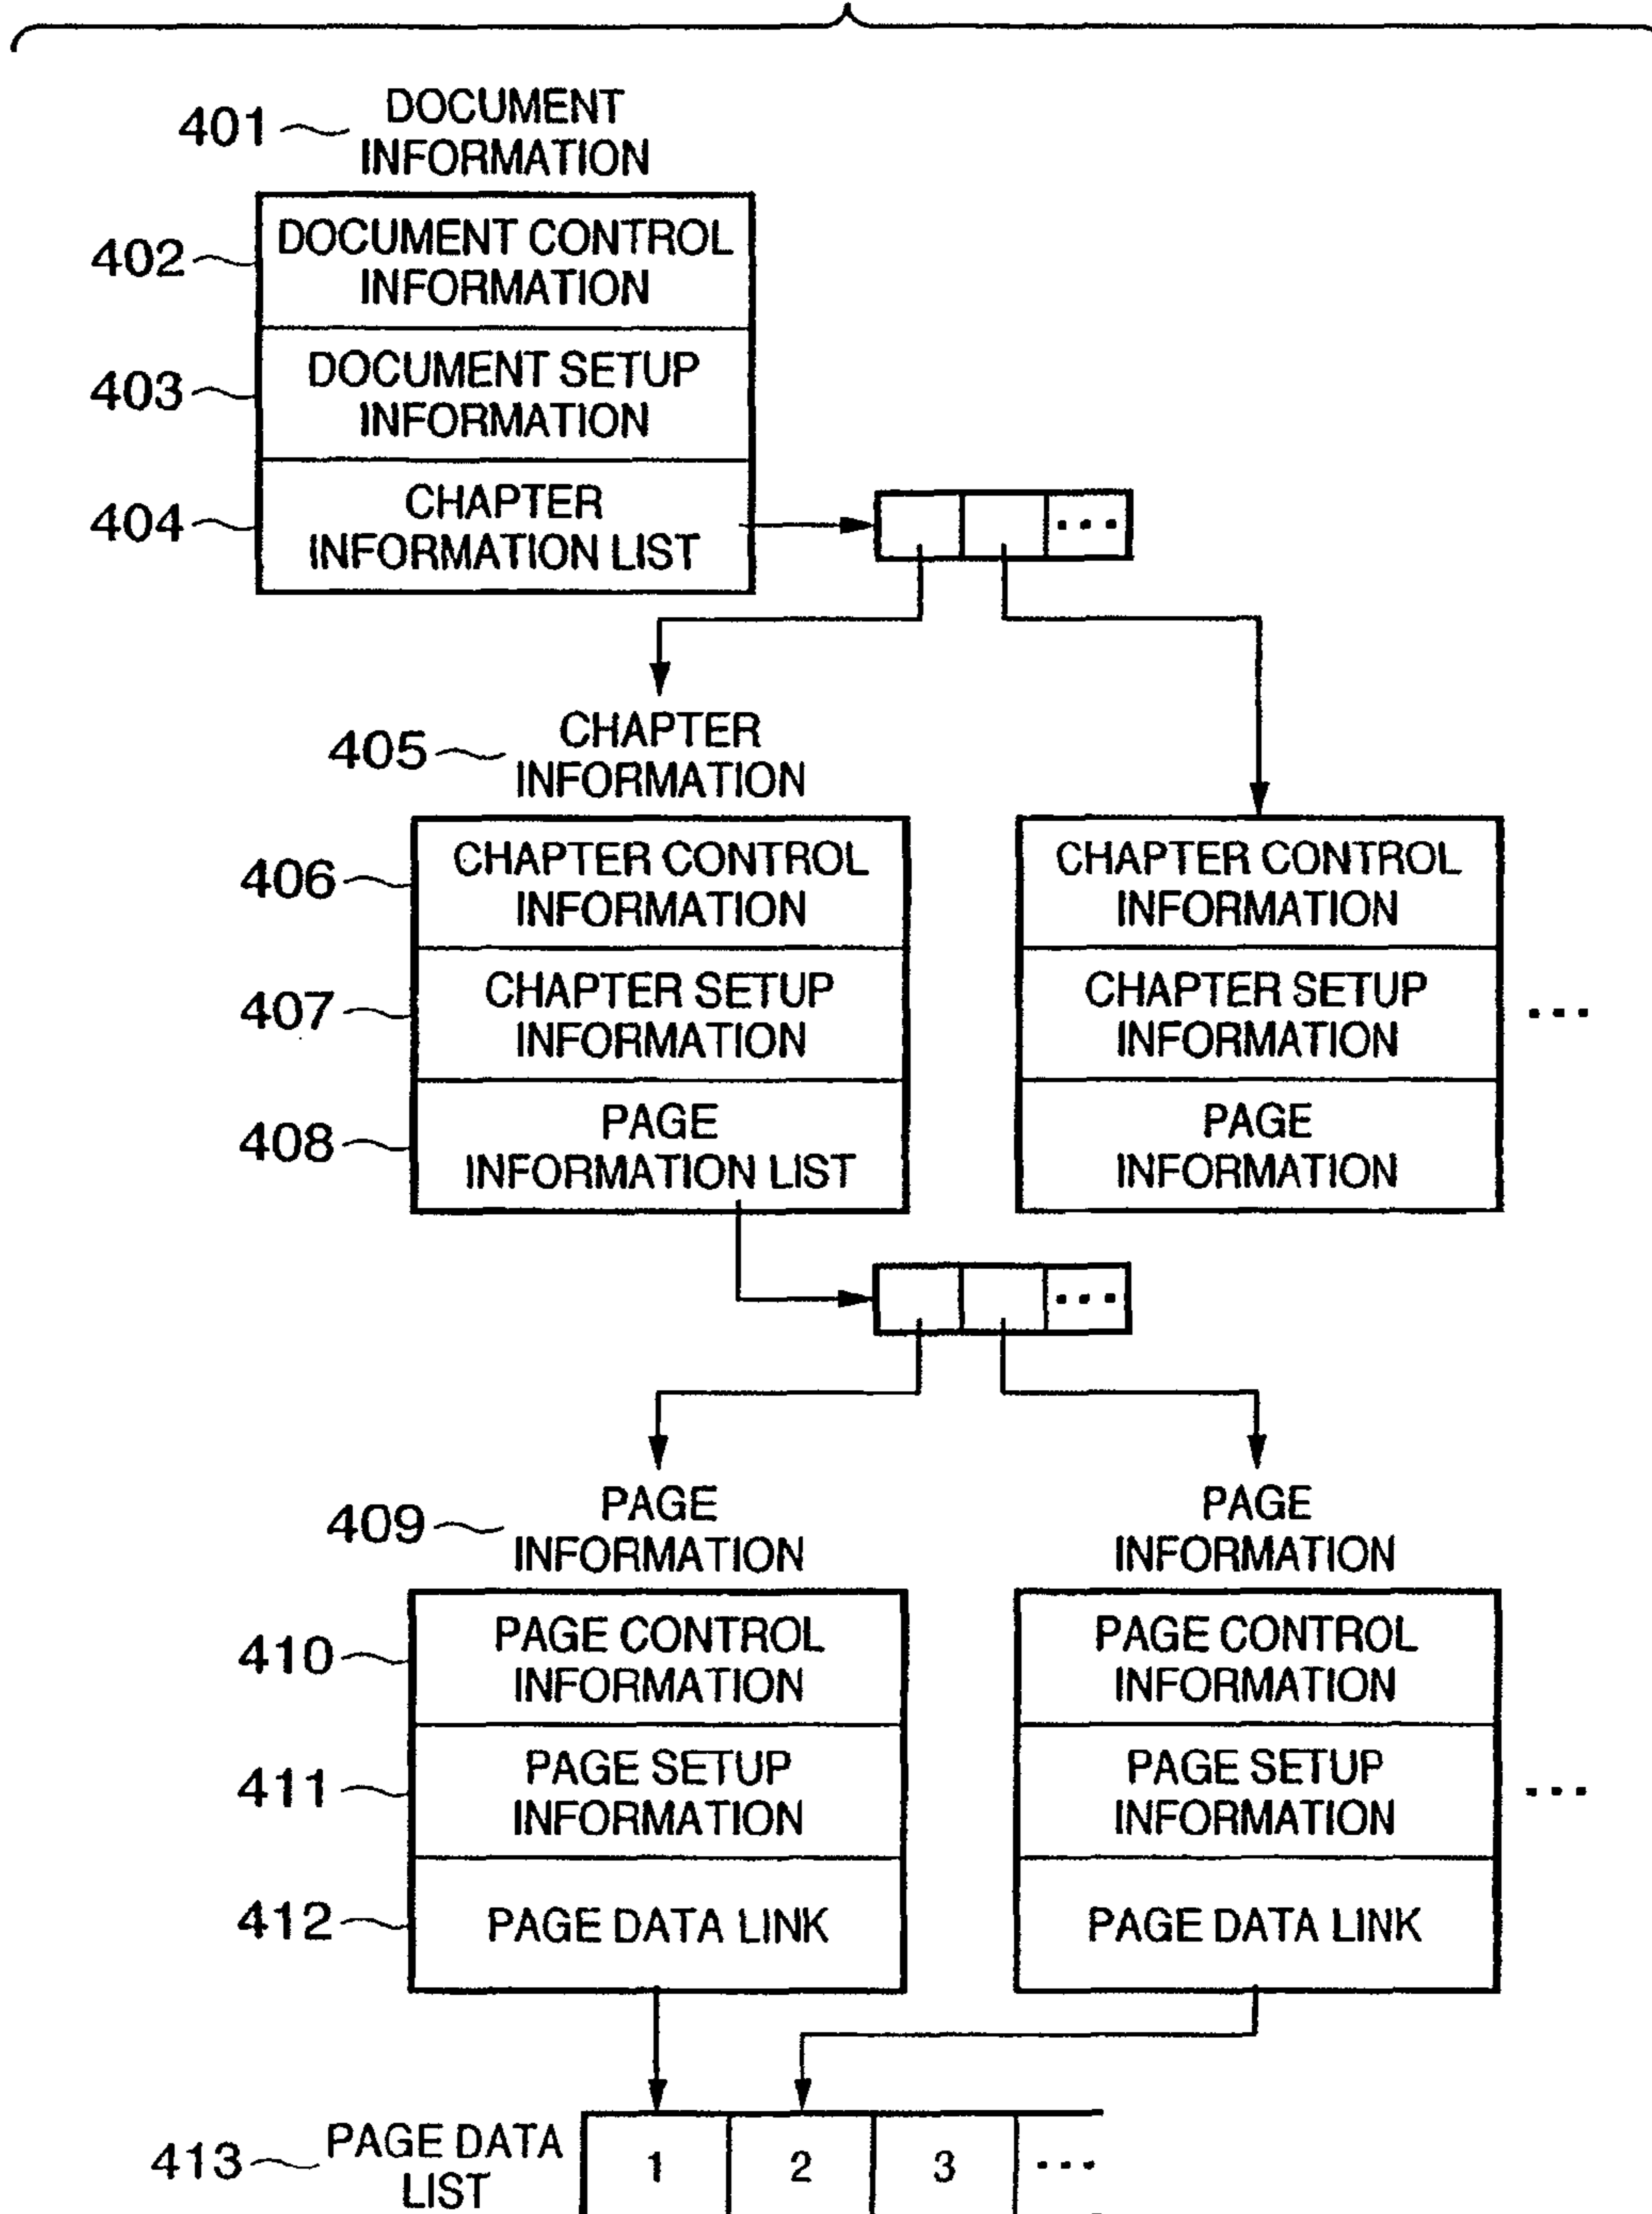 401 DOCUMENT
INFORMATION
402 DOCUMENT CONTROL
INFORMATION
403 DOCUMENT SETUP
INFORMATION
404 CHAPTER
INFORMATION LIST
...
405 CHAPTER
INFORMATION
406 CHAPTER CONTROL
INFORMATION
407 CHAPTER SETUP
INFORMATION
408 PAGE
INFORMATION LIST
CHAPTER CONTROL
INFORMATION
CHAPTER SETUP
INFORMATION
...
PAGE
INFORMATION
...
409 PAGE
INFORMATION
410 PAGE CONTROL
INFORMATION
411 PAGE SETUP
INFORMATION
412 PAGE DATA LINK
PAGE
INFORMATION
PAGE CONTROL
INFORMATION
PAGE SETUP
INFORMATION
...
PAGE DATA LINK
413 PAGE DATA
LIST
1 2 3 ...